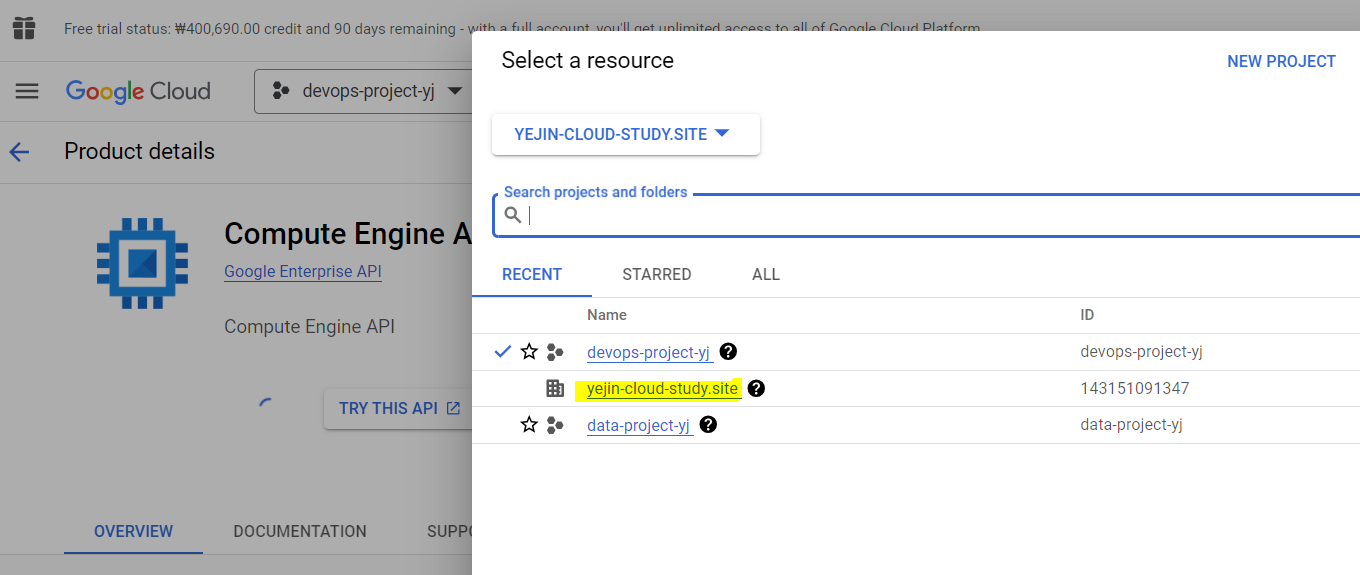 Free trial status: ₩400,690.00 credit and 90 days remaining - with a full account, you'll get unlimited access to all of Google Cloud Platform
Google Cloud
devops-project-yj
Product details
Compute Engine A
Google Enterprise API
Compute Engine API
TRY THIS API
OVERVIEW
DOCUMENTATION
SUPPO
Select a resource
NEW PROJECT
YEJIN-CLOUD-STUDY.SITE
Search projects and folders
RECENT
STARRED
ALL
Name ID
devops-project-yj devops-project-yj
yejin-cloud-study.site 143151091347
data-project-yj data-project-yj